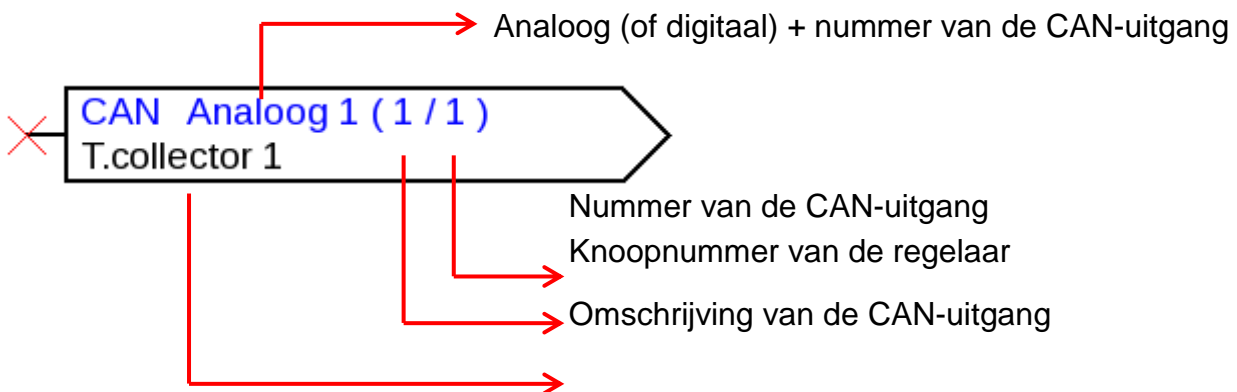 Analoog (of digitaal) + nummer van de CAN-uitgang
CAN Analoog 1 ( 1 / 1 )
T.collector 1
Nummer van de CAN-uitgang
Knoopnummer van de regelaar
Omschrijving van de CAN-uitgang